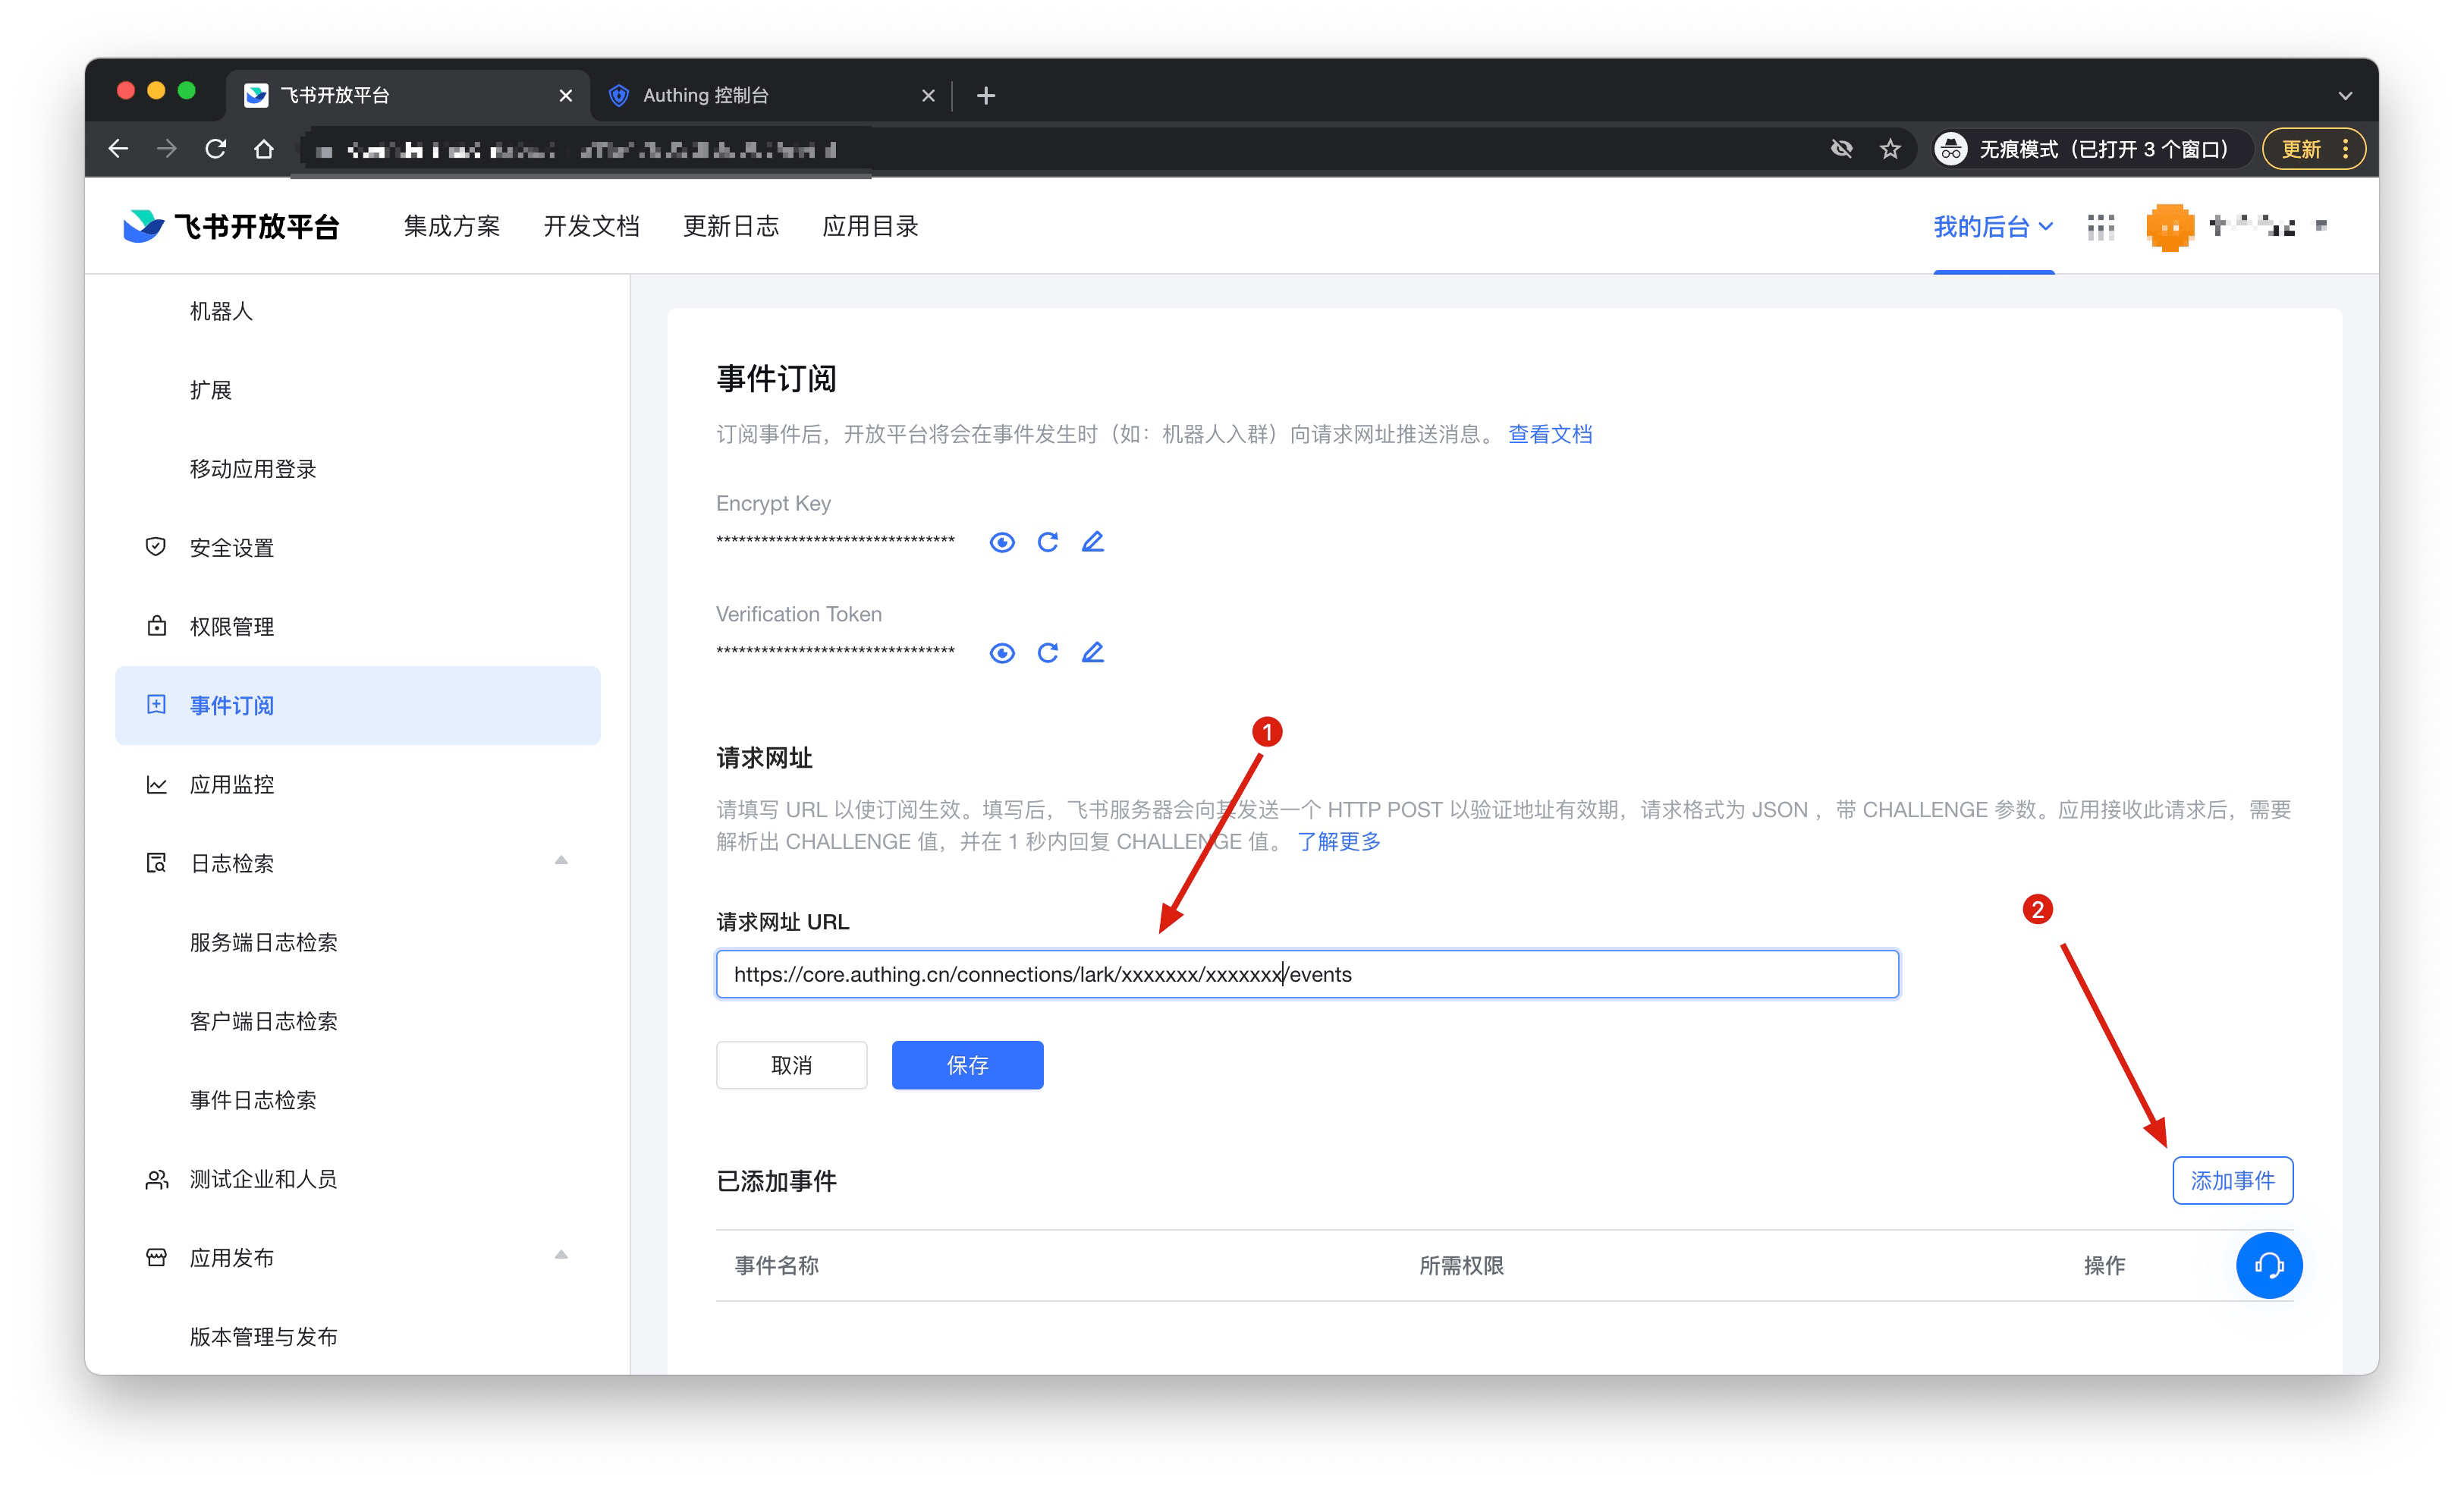 飞书开放平台
Authing 控制台
无痕模式（已打开 3 个窗口）
更新
飞书开放平台
集成方案
开发文档
更新日志
应用目录
我的后台
机器人
扩展
移动应用登录
安全设置
权限管理
事件订阅
应用监控
日志检索
服务端日志检索
客户端日志检索
事件日志检索
测试企业和人员
应用发布
版本管理与发布
事件订阅
订阅事件后，开放平台将会在事件发生时（如：机器人入群）向请求网址推送消息。 查看文档
Encrypt Key
********************************
Verification Token
********************************
1
请求网址
请填写 URL 以使订阅生效。填写后，飞书服务器会向其发送一个 HTTP POST 以验证地址有效期，请求格式为 JSON ，带 CHALLENGE 参数。应用接收此请求后，需要
解析出 CHALLENGE 值，并在 1 秒内回复 CHALLENGE 值。 了解更多
2
请求网址 URL
https://core.authing.cn/connections/lark/xxxxxxx/xxxxxxx/events
取消
保存
已添加事件
添加事件
事件名称
所需权限
操作